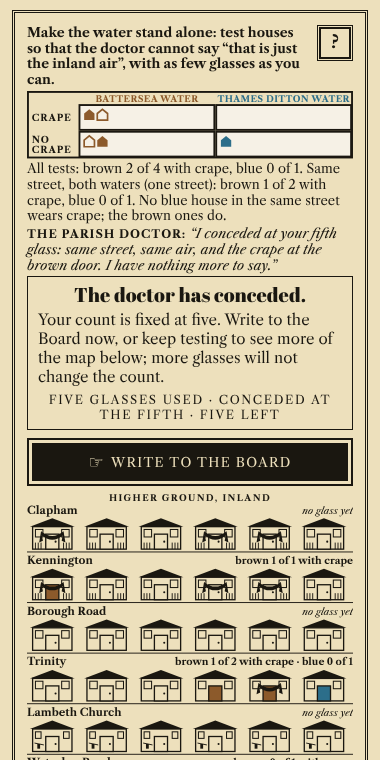 Make the water stand alone: test houses
so that the doctor cannot say “that is just
the inland air”, with as few glasses as you
can.
?
BATTERSEA WATER THAMES DITTON WATER
CRAPE
NO
CRAPE
All tests: brown 2 of 4 with crape, blue 0 of 1. Same
street, both waters (one street): brown 1 of 2 with
crape, blue 0 of 1. No blue house in the same street
wears crape; the brown ones do.
THE PARISH DOCTOR: “I conceded at your fifth
glass: same street, same air, and the crape at the
brown door. I have nothing more to say.”
The doctor has conceded.
Your count is fixed at five. Write to the
Board now, or keep testing to see more of
the map below; more glasses will not
change the count.
FIVE GLASSES USED · CONCEDED AT
THE FIFTH · FIVE LEFT
☞ WRITE TO THE BOARD
HIGHER GROUND, INLAND
Clapham no glass yet
Kennington brown 1 of 1 with crape
Borough Road no glass yet
Trinity brown 1 of 2 with crape · blue 0 of 1
Lambeth Church no glass yet